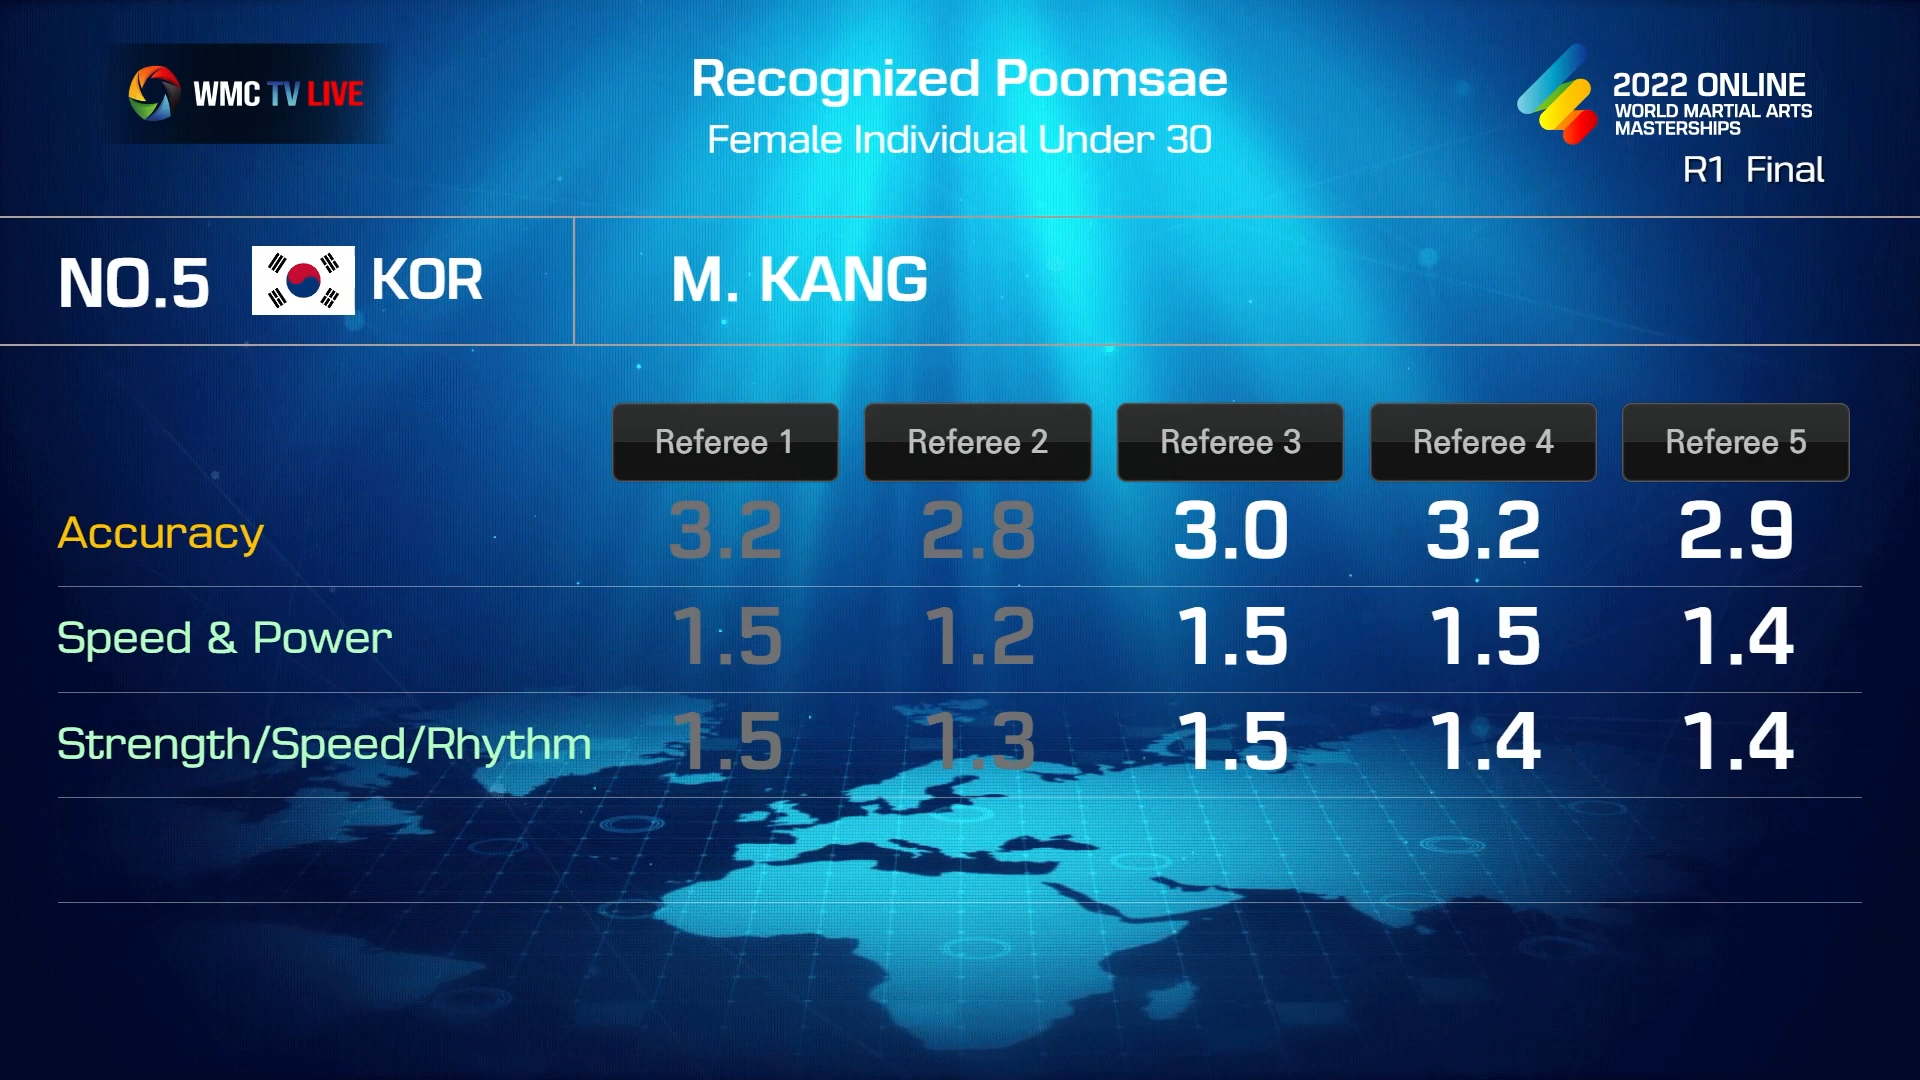 WMC TV LIVE
Recognized Poomsae
Female Individual Under 30
2022 ONLINE
WORLD MARTIAL ARTS
MASTERSHIPS
R1 Final
NO.5 KOR M. KANG
Referee 1 Referee 2 Referee 3 Referee 4 Referee 5
Accuracy 3.2 2.8 3.0 3.2 2.9
Speed & Power 1.5 1.2 1.5 1.5 1.4
Strength/Speed/Rhythm 1.5 1.3 1.5 1.4 1.4